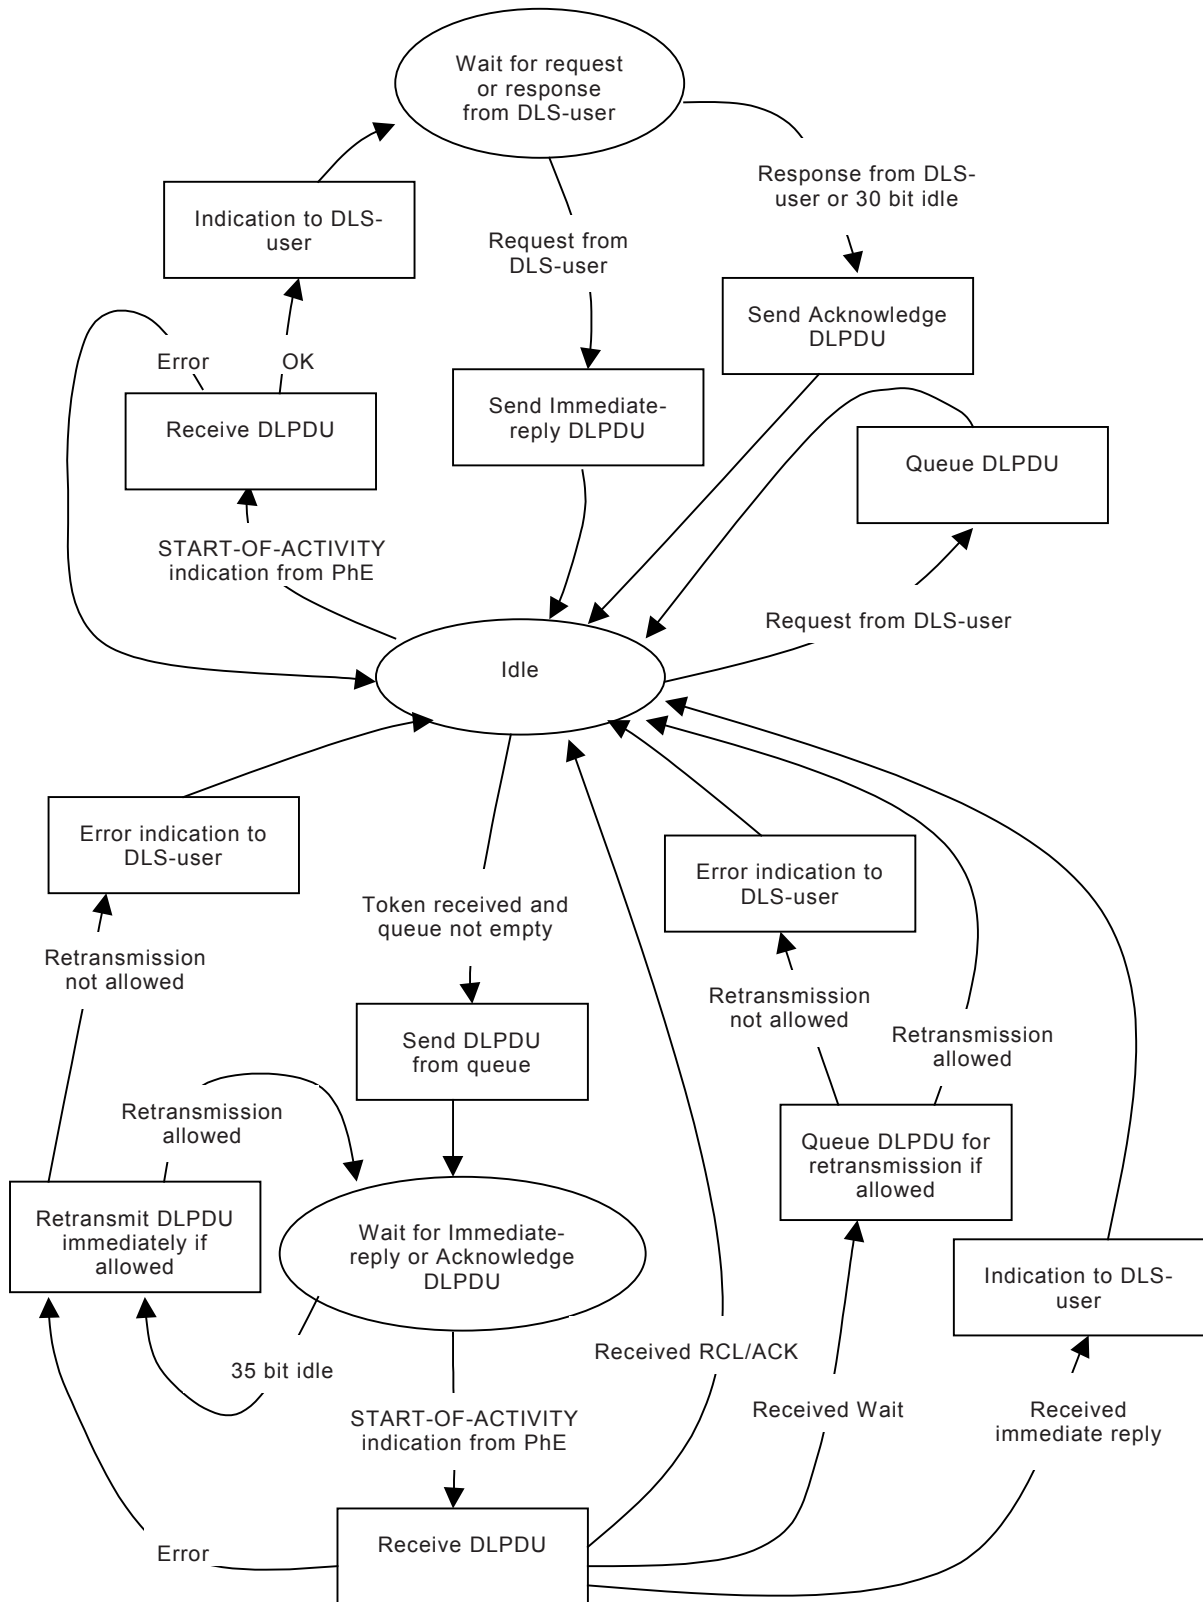 Wait for request
or response
from DLS-user
Response from DLS-
user or 30 bit idle
Indication to DLS-
user
Request from
DLS-user
Send Acknowledge
DLPDU
Error
OK
Receive DLPDU
Send Immediate-
reply DLPDU
Queue DLPDU
START-OF-ACTIVITY
indication from PhE
Request from DLS-user
Idle
Error indication to
DLS-user
Token received and
queue not empty
Error indication to
DLS-user
Retransmission
not allowed
Retransmission
not allowed
Retransmission
allowed
Send DLPDU
from queue
Retransmission
allowed
Queue DLPDU for
retransmission if
allowed
Retransmit DLPDU
immediately if
allowed
Wait for Immediate-
reply or Acknowledge
DLPDU
Indication to DLS-
user
35 bit idle
Received RCL/ACK
START-OF-ACTIVITY
indication from PhE
Received Wait
Received
immediate reply
Error
Receive DLPDU